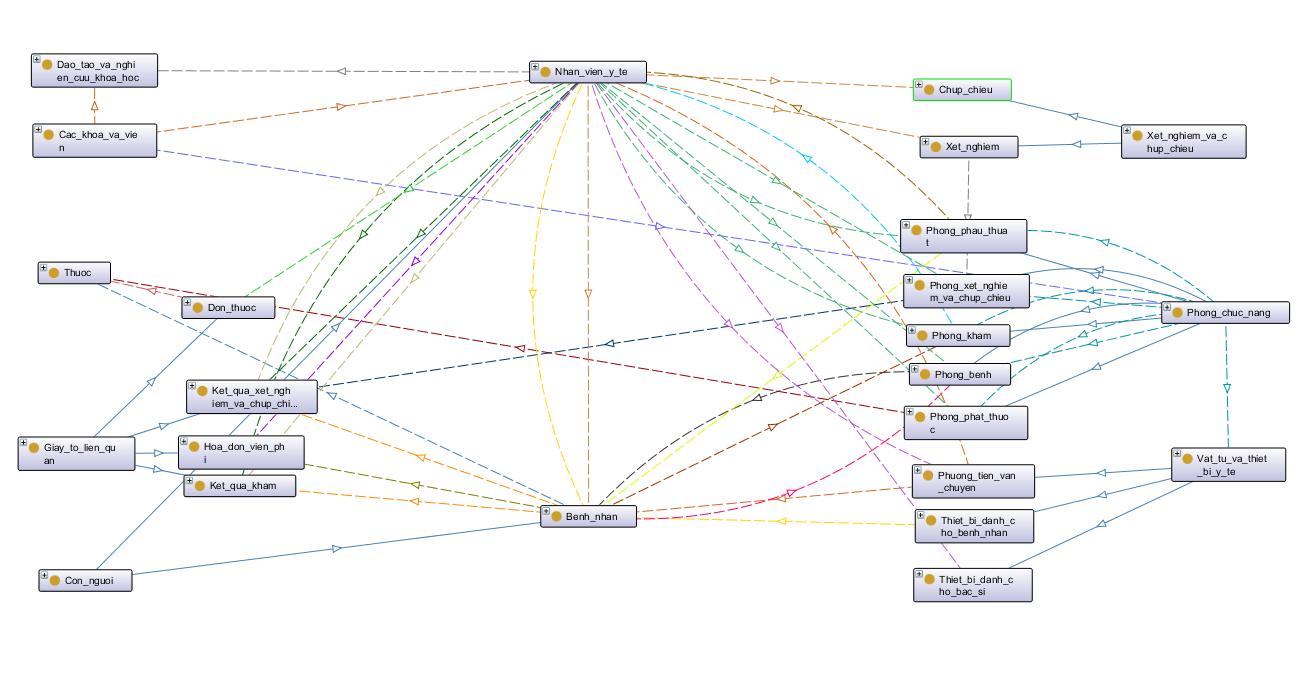 Dao_tao_va_nghi
en_cuu_khoa_hoc
Nhan_vien_y_te
Chup_chieu
Cac_khoa_va_vie
n
Xet_nghiem
Xet_nghiem_va_c
hup_chieu
Phong_phau_thua
t
Thuoc
Don_thuoc
Phong_xet_nghie
m_va_chup_chieu
Phong_chuc_nang
Phong_kham
Phong_benh
Ket_qua_xet_ngh
iem_va_chup_chi...
Phong_phat_thuo
c
Giay_to_lien_qu
an
Hoa_don_vien_ph
i
Ket_qua_kham
Vat_tu_va_thiet
_bi_y_te
Phuong_tien_van
_chuyen
Benh_nhan
Thiet_bi_danh_c
ho_benh_nhan
Con_nguoi
Thiet_bi_danh_c
ho_bac_si